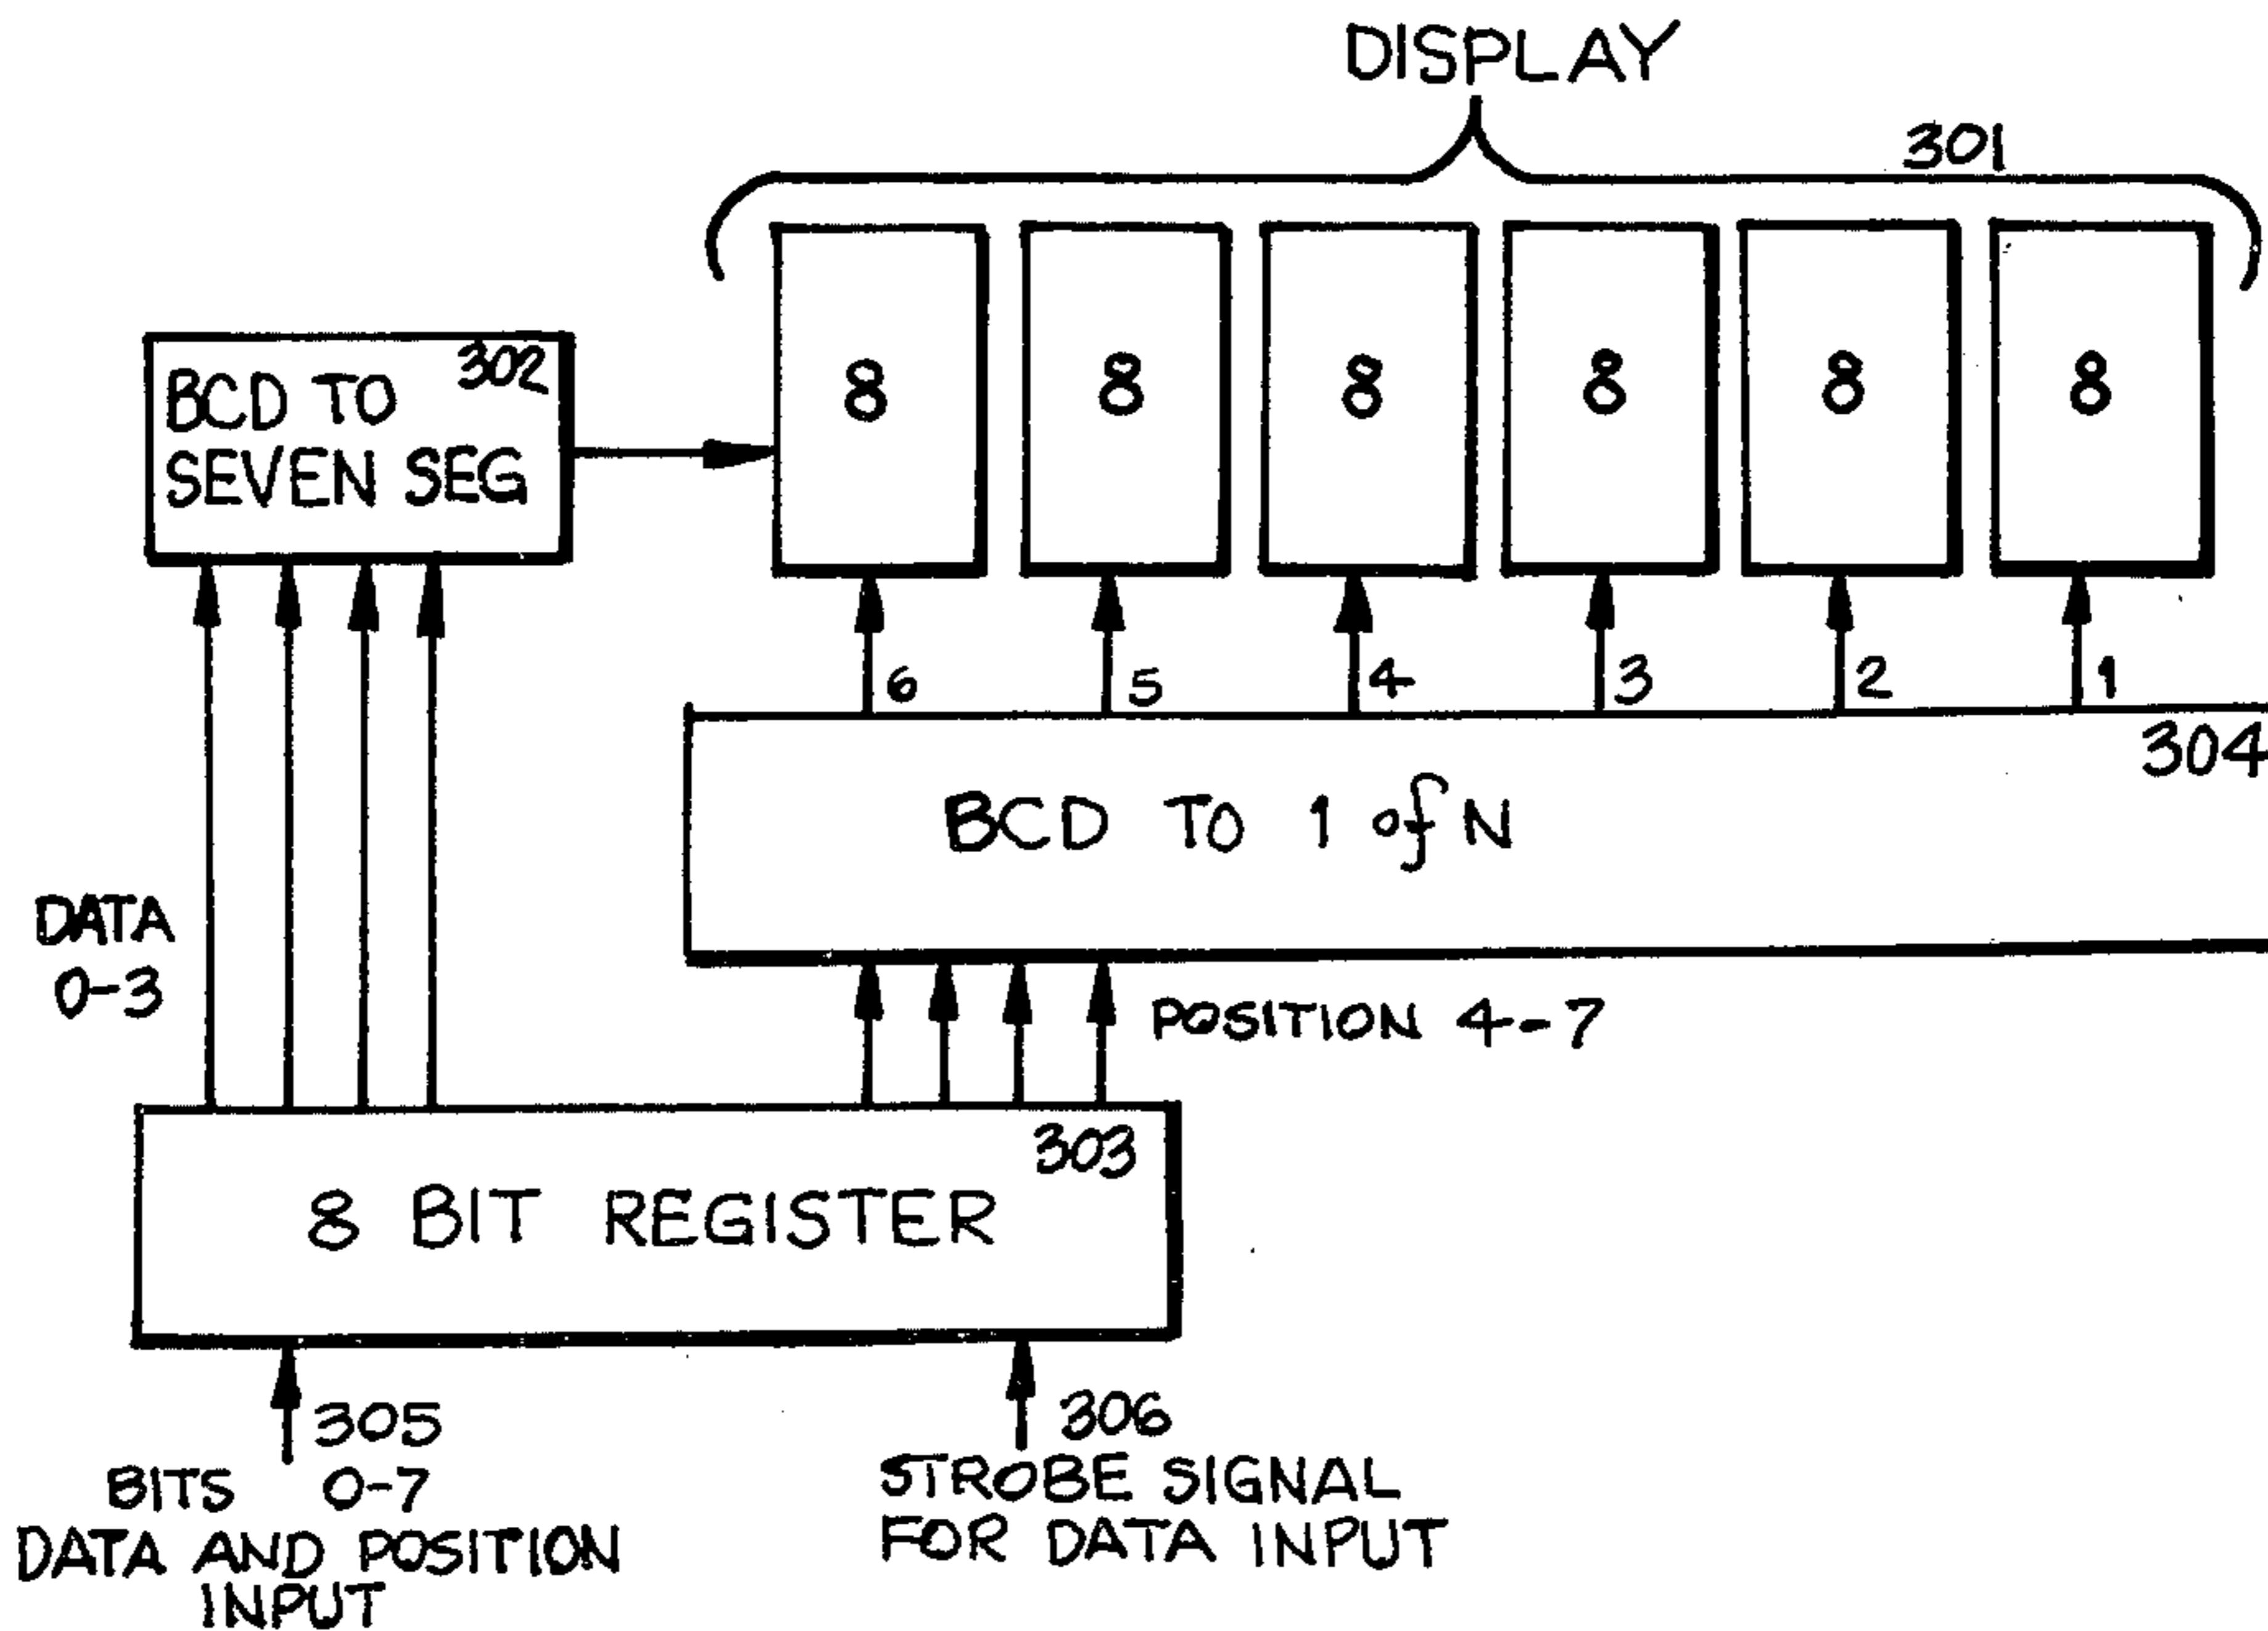 DISPLAY
301
302
BCD TO
SEVEN SEG
8 8 8 8 8 8
6 5 4 3 2 1
304
BCD TO 1 of N
DATA
0-3
POSITION 4-7
303
8 BIT REGISTER
305
BITS 0-7
DATA AND POSITION
INPUT
306
STROBE SIGNAL
FOR DATA INPUT